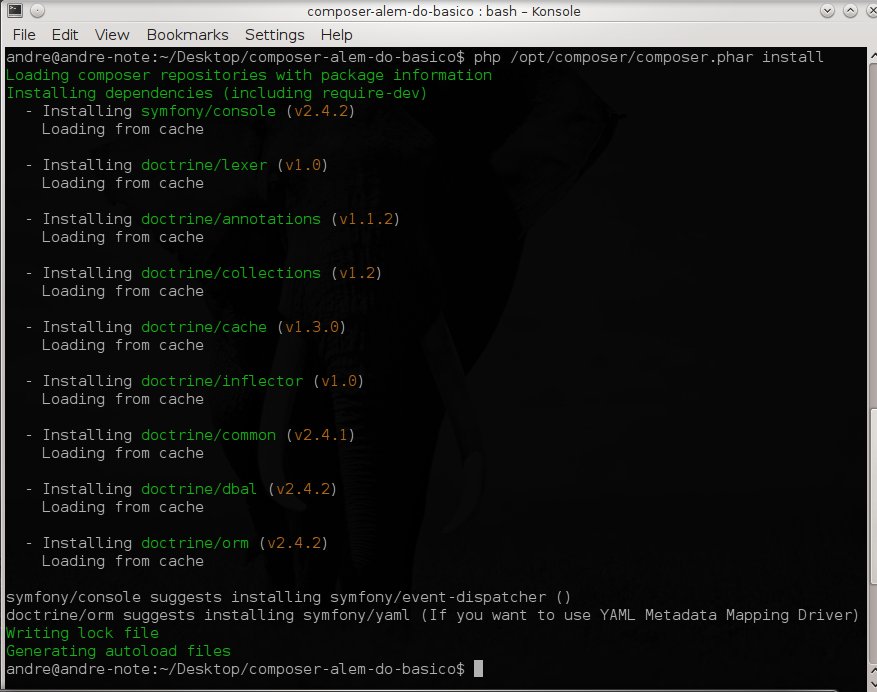 composer-alem-do-basico : bash – Konsole
File Edit View Bookmarks Settings Help
andre@andre-note:~/Desktop/composer-alem-do-basico$ php /opt/composer/composer.phar install
Loading composer repositories with package information
Installing dependencies (including require-dev)
  - Installing symfony/console (v2.4.2)
    Loading from cache

  - Installing doctrine/lexer (v1.0)
    Loading from cache

  - Installing doctrine/annotations (v1.1.2)
    Loading from cache

  - Installing doctrine/collections (v1.2)
    Loading from cache

  - Installing doctrine/cache (v1.3.0)
    Loading from cache

  - Installing doctrine/inflector (v1.0)
    Loading from cache

  - Installing doctrine/common (v2.4.1)
    Loading from cache

  - Installing doctrine/dbal (v2.4.2)
    Loading from cache

  - Installing doctrine/orm (v2.4.2)
    Loading from cache

symfony/console suggests installing symfony/event-dispatcher ()
doctrine/orm suggests installing symfony/yaml (If you want to use YAML Metadata Mapping Driver)
Writing lock file
Generating autoload files
andre@andre-note:~/Desktop/composer-alem-do-basico$